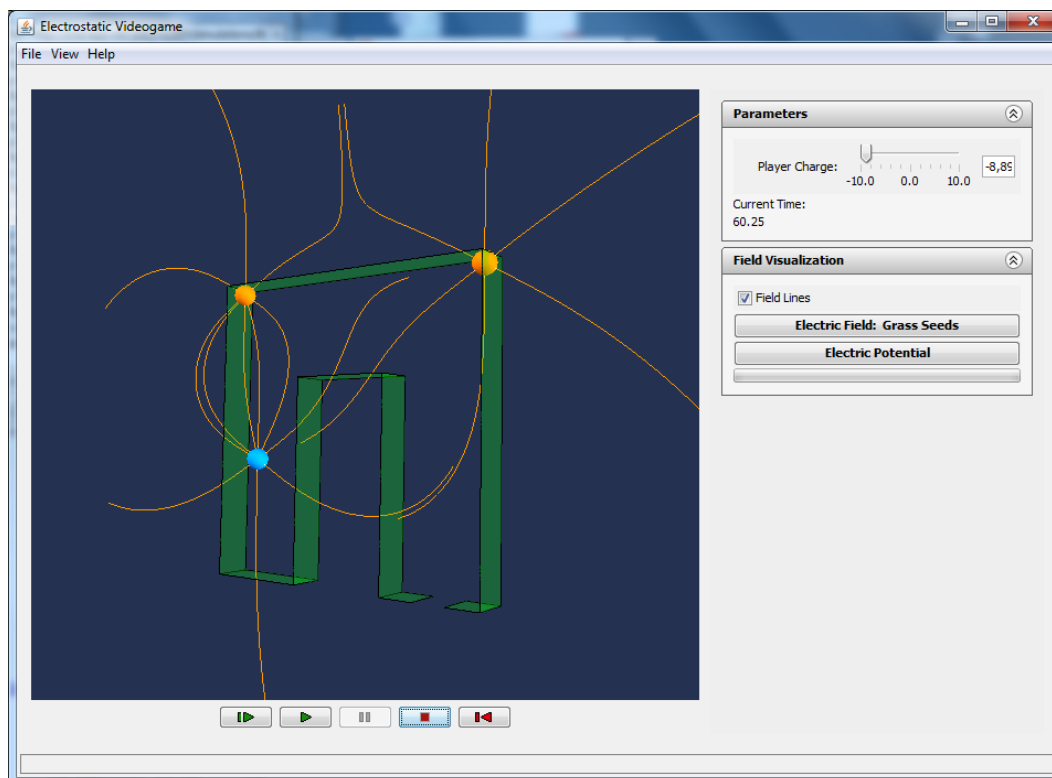 Electrostatic Videogame
File View Help
Parameters
Player Charge:
-8,89
-10.0 0.0 10.0
Current Time:
60.25
Field Visualization
Field Lines
Electric Field: Grass Seeds
Electric Potential